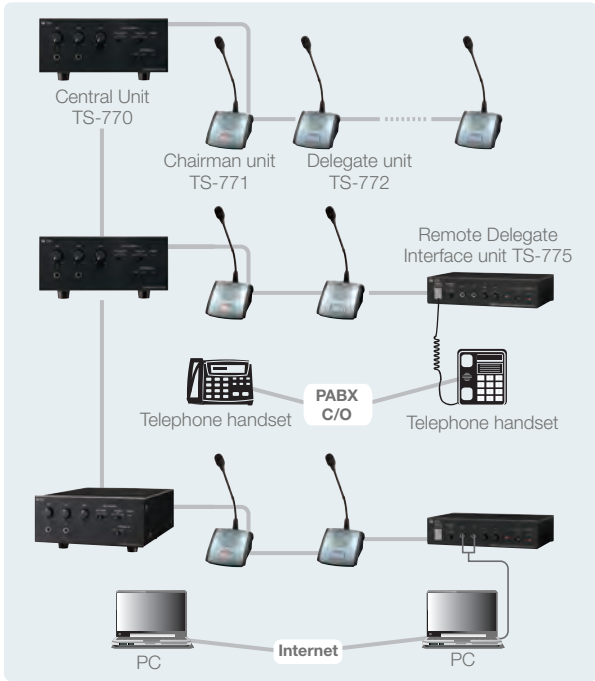 Central Unit
TS-770
Chairman unit
TS-771
Delegate unit
TS-772
Remote Delegate
Interface unit TS-775
PABX
C/O
Telephone handset
Telephone handset
Internet
PC
PC